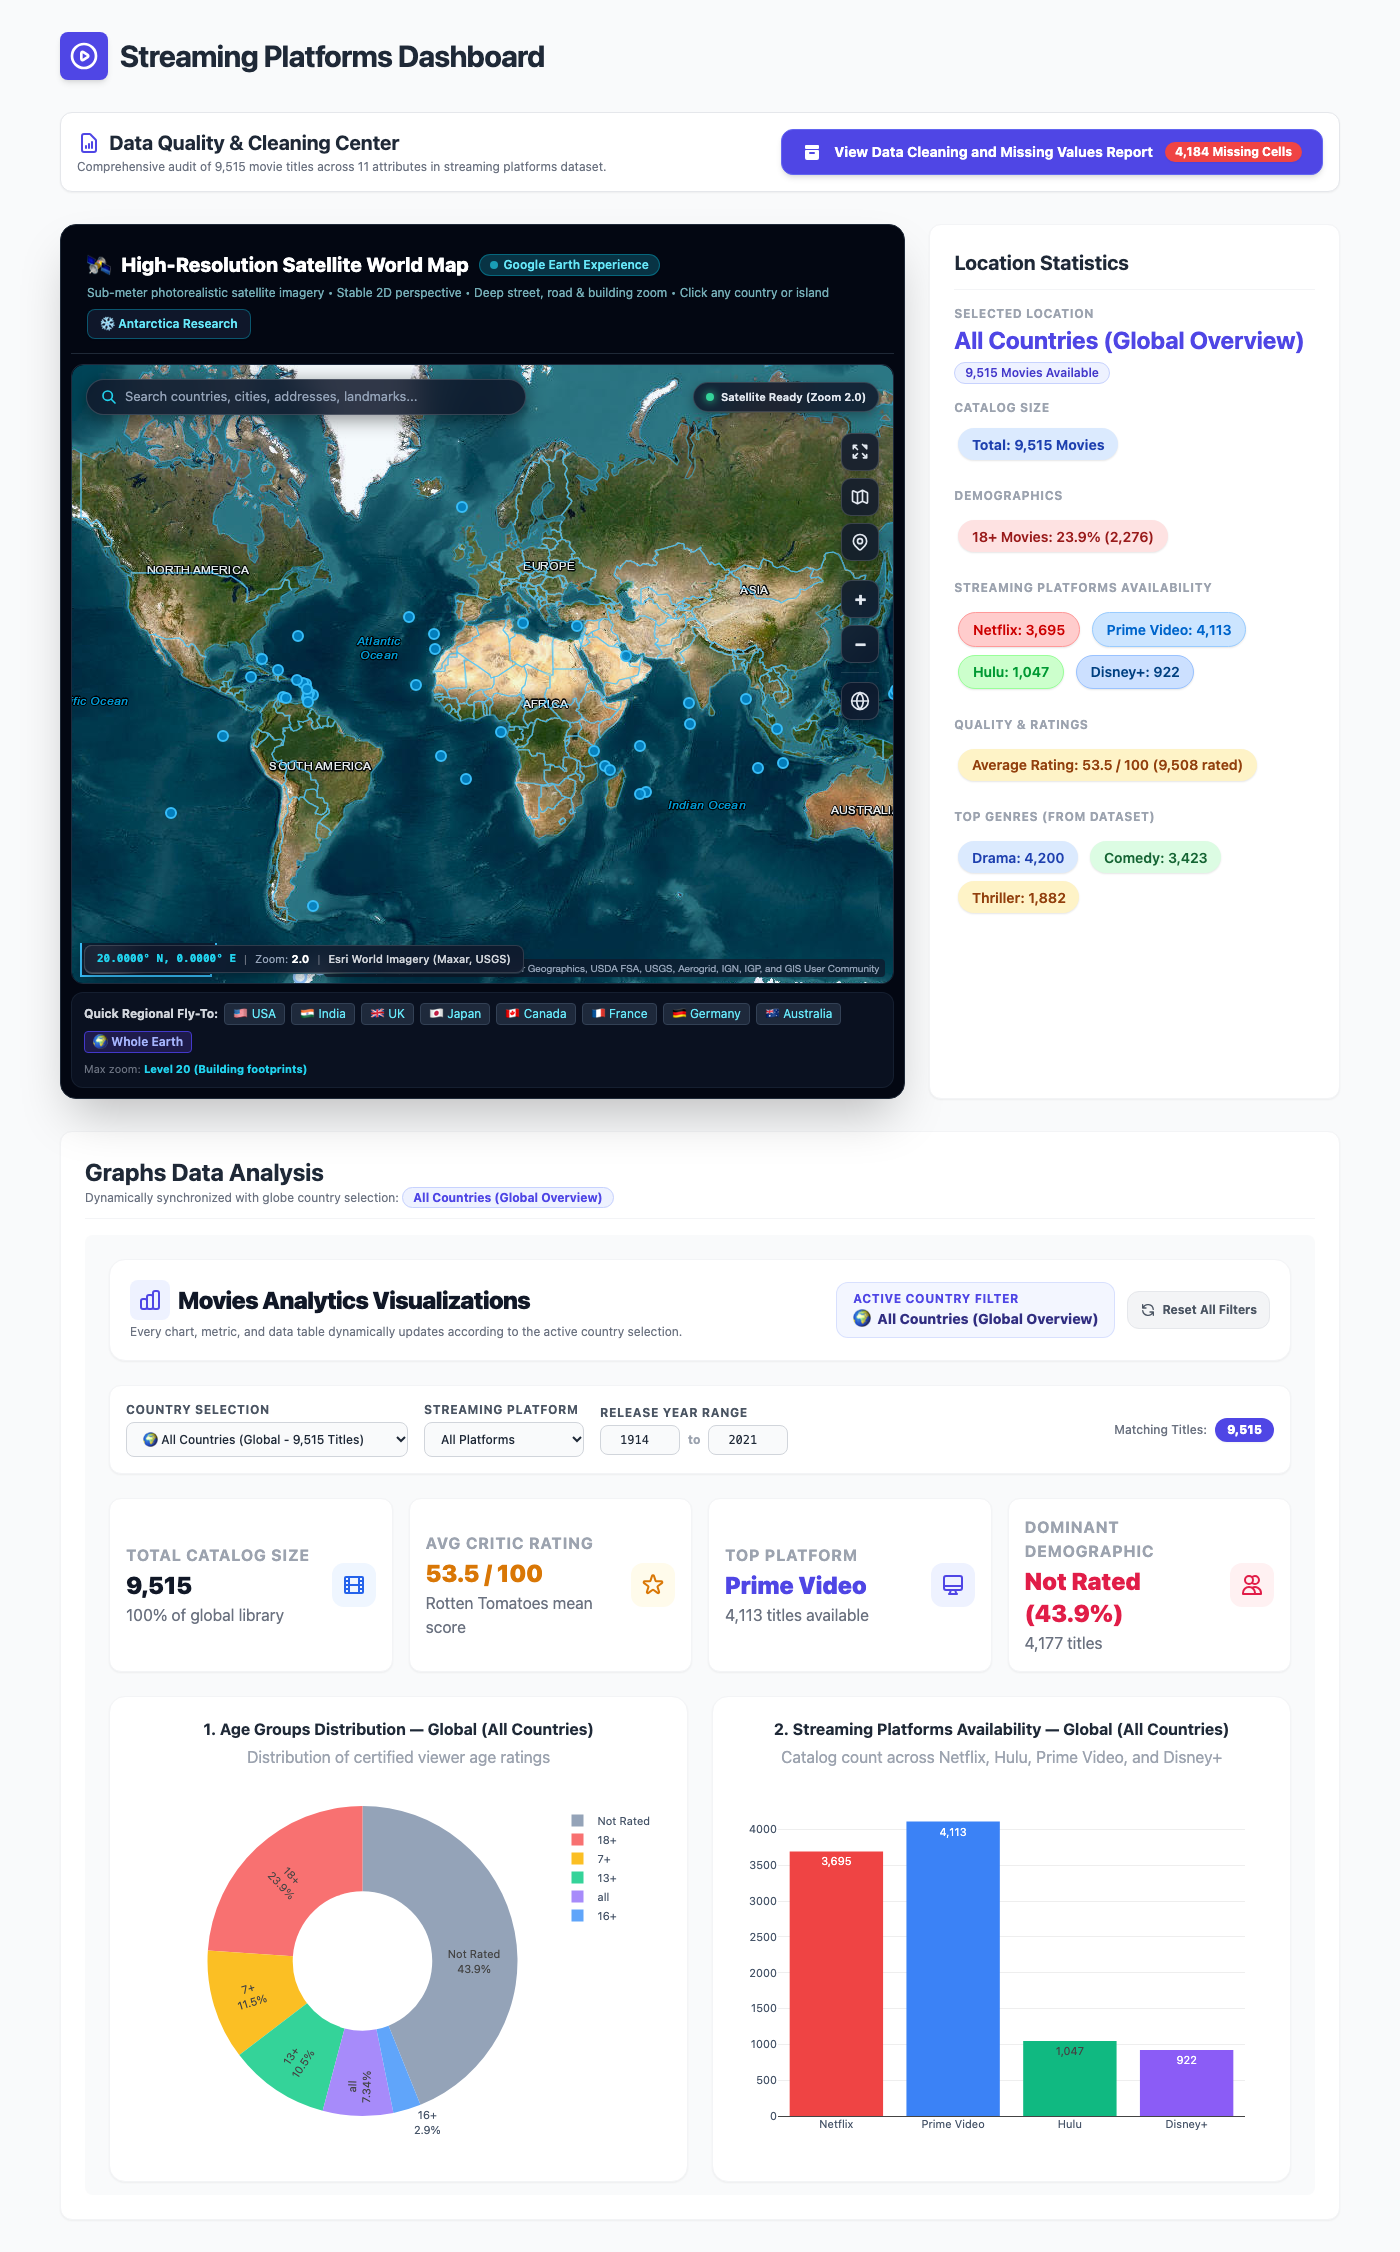 Streaming Platforms Dashboard
Data Quality & Cleaning Center
Comprehensive audit of 9,515 movie titles across 11 attributes in streaming platforms dataset.
View Data Cleaning and Missing Values Report 4,184 Missing Cells
High-Resolution Satellite World Map Google Earth Experience
Sub-meter photorealistic satellite imagery • Stable 2D perspective • Deep street, road & building zoom • Click any country or island
Antarctica Research
Search countries, cities, addresses, landmarks...
Satellite Ready (Zoom 2.0)
NORTH AMERICA
EUROPE
ASIA
Atlantic
Ocean
fic Ocean
AFRICA
SOUTH AMERICA
Indian Ocean
AUSTRALI
20.0000° N, 0.0000° E | Zoom: 2.0 | Esri World Imagery (Maxar, USGS)
Geographics, USDA FSA, USGS, Aerogrid, IGN, IGP, and GIS User Community
Quick Regional Fly-To: USA India UK Japan Canada France Germany Australia
Whole Earth
Max zoom: Level 20 (Building footprints)
Location Statistics
SELECTED LOCATION
All Countries (Global Overview)
9,515 Movies Available
CATALOG SIZE
Total: 9,515 Movies
DEMOGRAPHICS
18+ Movies: 23.9% (2,276)
STREAMING PLATFORMS AVAILABILITY
Netflix: 3,695 Prime Video: 4,113
Hulu: 1,047 Disney+: 922
QUALITY & RATINGS
Average Rating: 53.5 / 100 (9,508 rated)
TOP GENRES (FROM DATASET)
Drama: 4,200 Comedy: 3,423
Thriller: 1,882
Graphs Data Analysis
Dynamically synchronized with globe country selection: All Countries (Global Overview)
Movies Analytics Visualizations
Every chart, metric, and data table dynamically updates according to the active country selection.
ACTIVE COUNTRY FILTER
All Countries (Global Overview)
Reset All Filters
COUNTRY SELECTION
All Countries (Global - 9,515 Titles)
STREAMING PLATFORM
All Platforms
RELEASE YEAR RANGE
1914 to 2021
Matching Titles: 9,515
TOTAL CATALOG SIZE
9,515
100% of global library
AVG CRITIC RATING
53.5 / 100
Rotten Tomatoes mean
score
TOP PLATFORM
Prime Video
4,113 titles available
DOMINANT
DEMOGRAPHIC
Not Rated
(43.9%)
4,177 titles
1. Age Groups Distribution — Global (All Countries)
Distribution of certified viewer age ratings
Not Rated
18+
7+
13+
all
16+
18+
23.9%
Not Rated
43.9%
7+
11.5%
13+
10.5%
all
7.34%
16+
2.9%
2. Streaming Platforms Availability — Global (All Countries)
Catalog count across Netflix, Hulu, Prime Video, and Disney+
4000
3500
3000
2500
2000
1500
1000
500
0
3,695
4,113
1,047
922
Netflix
Prime Video
Hulu
Disney+